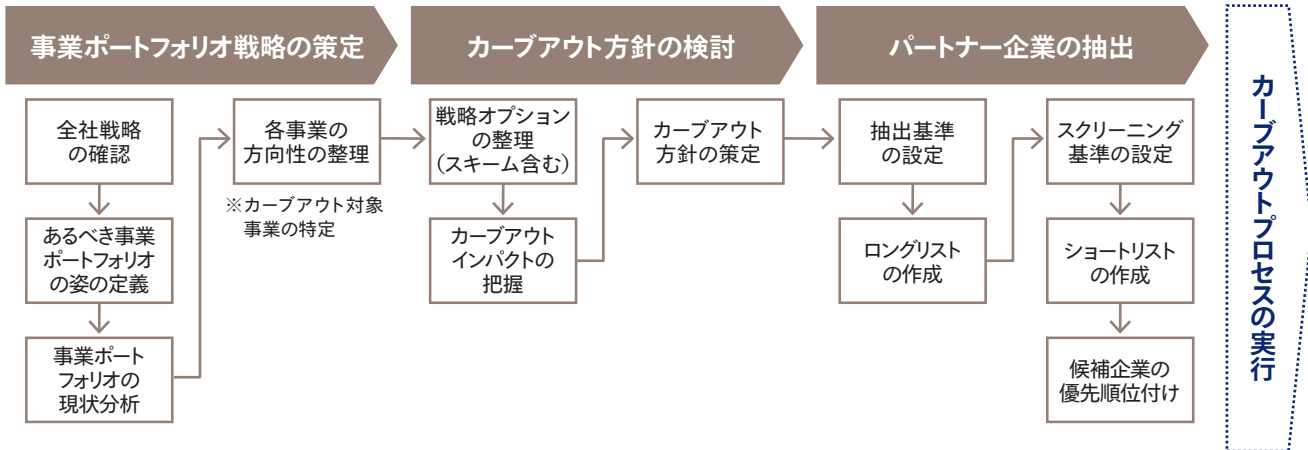 事業ポートフォリオ戦略の策定
カーブアウト方針の検討
パートナー企業の抽出
全社戦略
の確認
あるべき事業
ポートフォリオ
の姿の定義
事業ポート
フォリオの
現状分析
各事業の
方向性の整理
※カーブアウト対象
事業の特定
戦略オプション
の整理
(スキーム含む)
カーブアウト
インパクトの
把握
カーブアウト
方針の策定
抽出基準
の設定
ロングリスト
の作成
スクリーニング
基準の設定
ショートリスト
の作成
候補企業の
優先順位付け
カーブアウトプロセスの実行